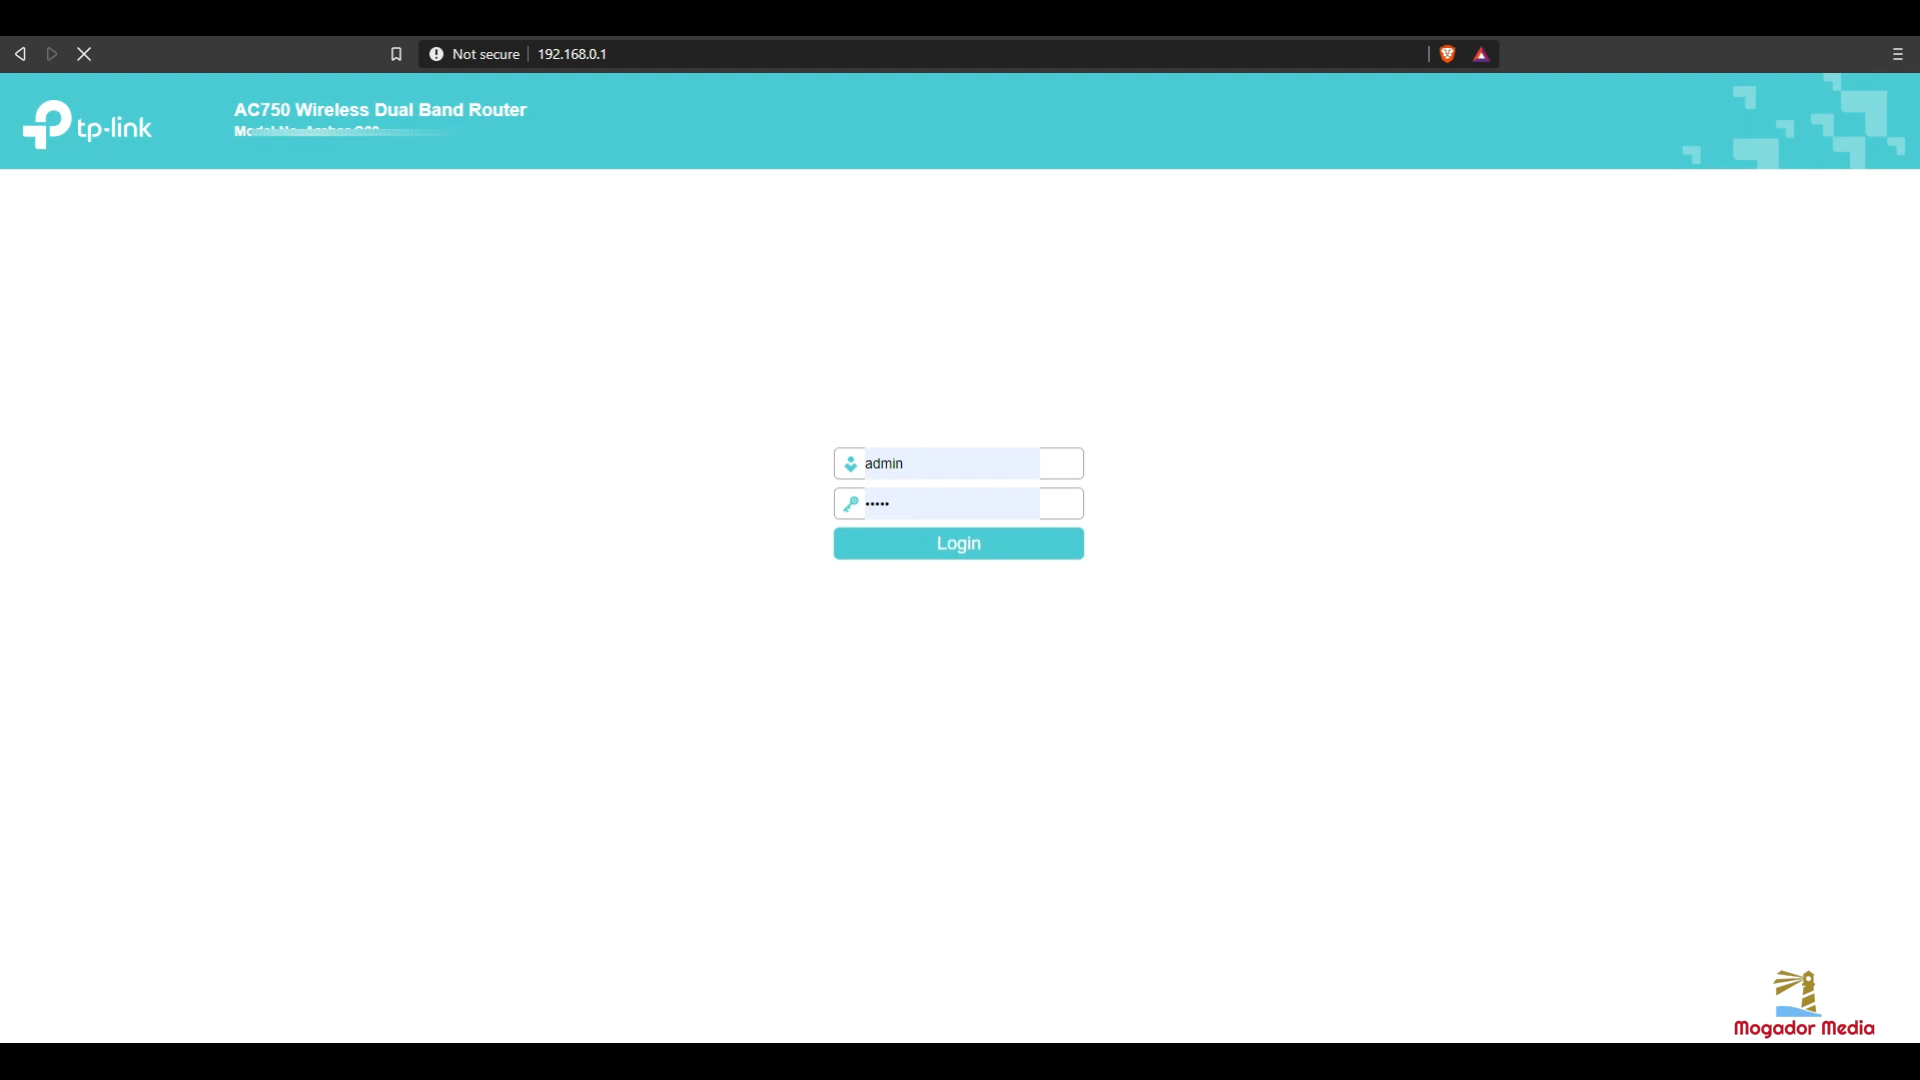 Not secure
192.168.0.1
tp-link
AC750 Wireless Dual Band Router
admin
•••••
Login
Mogador Media